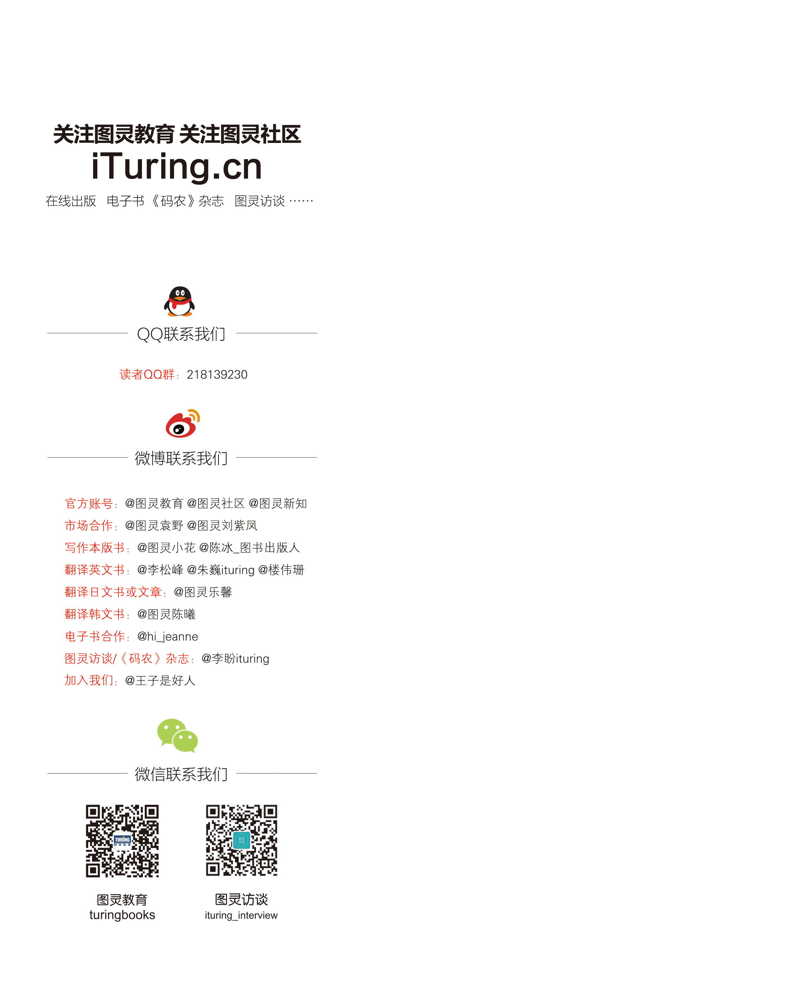 关注图灵教育 关注图灵社区
iTuring.cn
在线出版 电子书《码农》杂志 图灵访谈 ……
QQ联系我们
读者QQ群：218139230
微博联系我们
官方账号：@图灵教育 @图灵社区 @图灵新知
市场合作：@图灵袁野 @图灵刘紫凤
写作本版书：@图灵小花 @陈冰_图书出版人
翻译英文书：@李松峰 @朱巍ituring @楼伟珊
翻译日文书或文章：@图灵乐馨
翻译韩文书：@图灵陈曦
电子书合作：@hi_jeanne
图灵访谈/《码农》杂志：@李盼ituring
加入我们：@王子是好人
微信联系我们
TURING
图灵教育
图灵
访谈
图灵教育
turingbooks
图灵访谈
ituring_interview